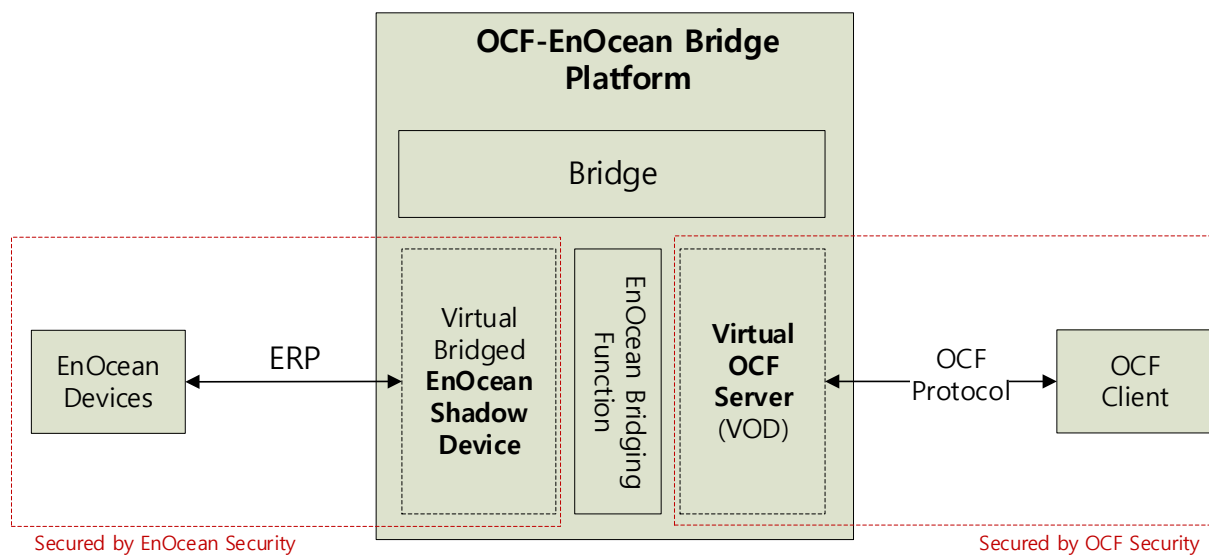 OCF-EnOcean Bridge
Platform
Bridge
EnOcean
Devices
ERP
Virtual
Bridged
EnOcean
Shadow
Device
EnOcean Bridging
Function
Virtual
OCF
Server
(VOD)
OCF
Protocol
OCF
Client
Secured by EnOcean Security
Secured by OCF Security